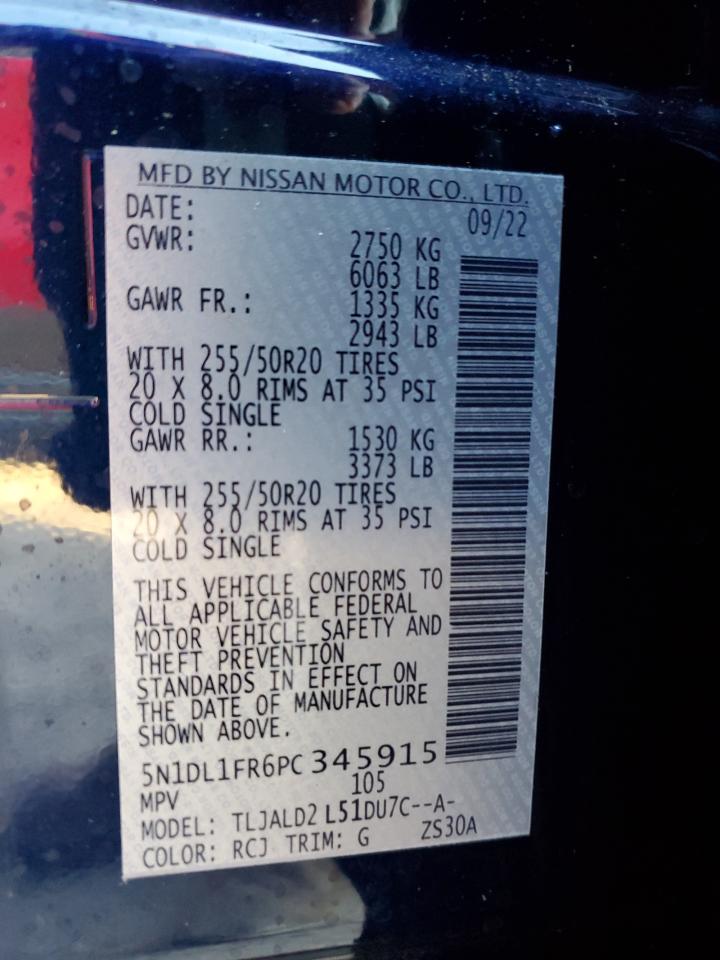 MFD BY NISSAN MOTOR CO., LTD.
DATE: 09/22
GVWR: 2750 KG
6063 LB
GAWR FR.: 1335 KG
2943 LB
WITH 255/50R20 TIRES
20 X 8.0 RIMS AT 35 PSI
COLD SINGLE
GAWR RR.: 1530 KG
3373 LB
WITH 255/50R20 TIRES
20 X 8.0 RIMS AT 35 PSI
COLD SINGLE
THIS VEHICLE CONFORMS TO
ALL APPLICABLE FEDERAL
MOTOR VEHICLE SAFETY AND
THEFT PREVENTION
STANDARDS IN EFFECT ON
THE DATE OF MANUFACTURE
SHOWN ABOVE.
5N1DL1FR6PC345915
MPV 105
MODEL: TLJALD2 L51DU7C--A-
COLOR: RCJ TRIM: G ZS30A